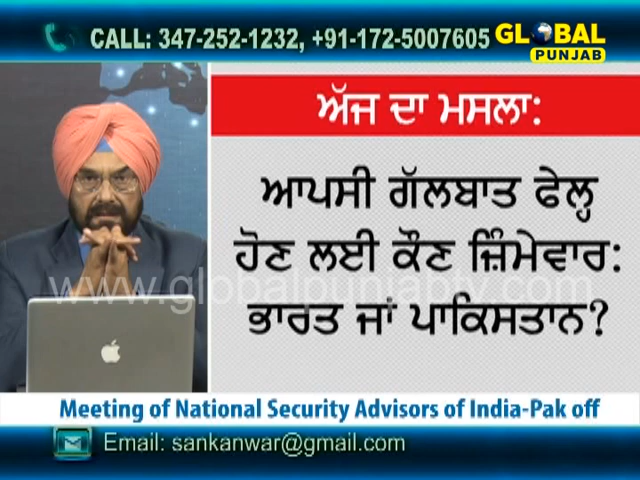 CALL: 347-252-1232, +91-172-5007605
GLOBAL
PUNJAB
ਅੱਜ ਦਾ ਮਸਲਾ:
ਆਪਸੀ ਗੱਲਬਾਤ ਫੇਲ੍ਹ
ਹੋਣ ਲਈ ਕੌਣ ਜ਼ਿੰਮੇਵਾਰ:
www.globalpunjabtv.com
ਭਾਰਤ ਜਾਂ ਪਾਕਿਸਤਾਨ?
Meeting of National Security Advisors of India-Pak off
Email: sankanwar@gmail.com